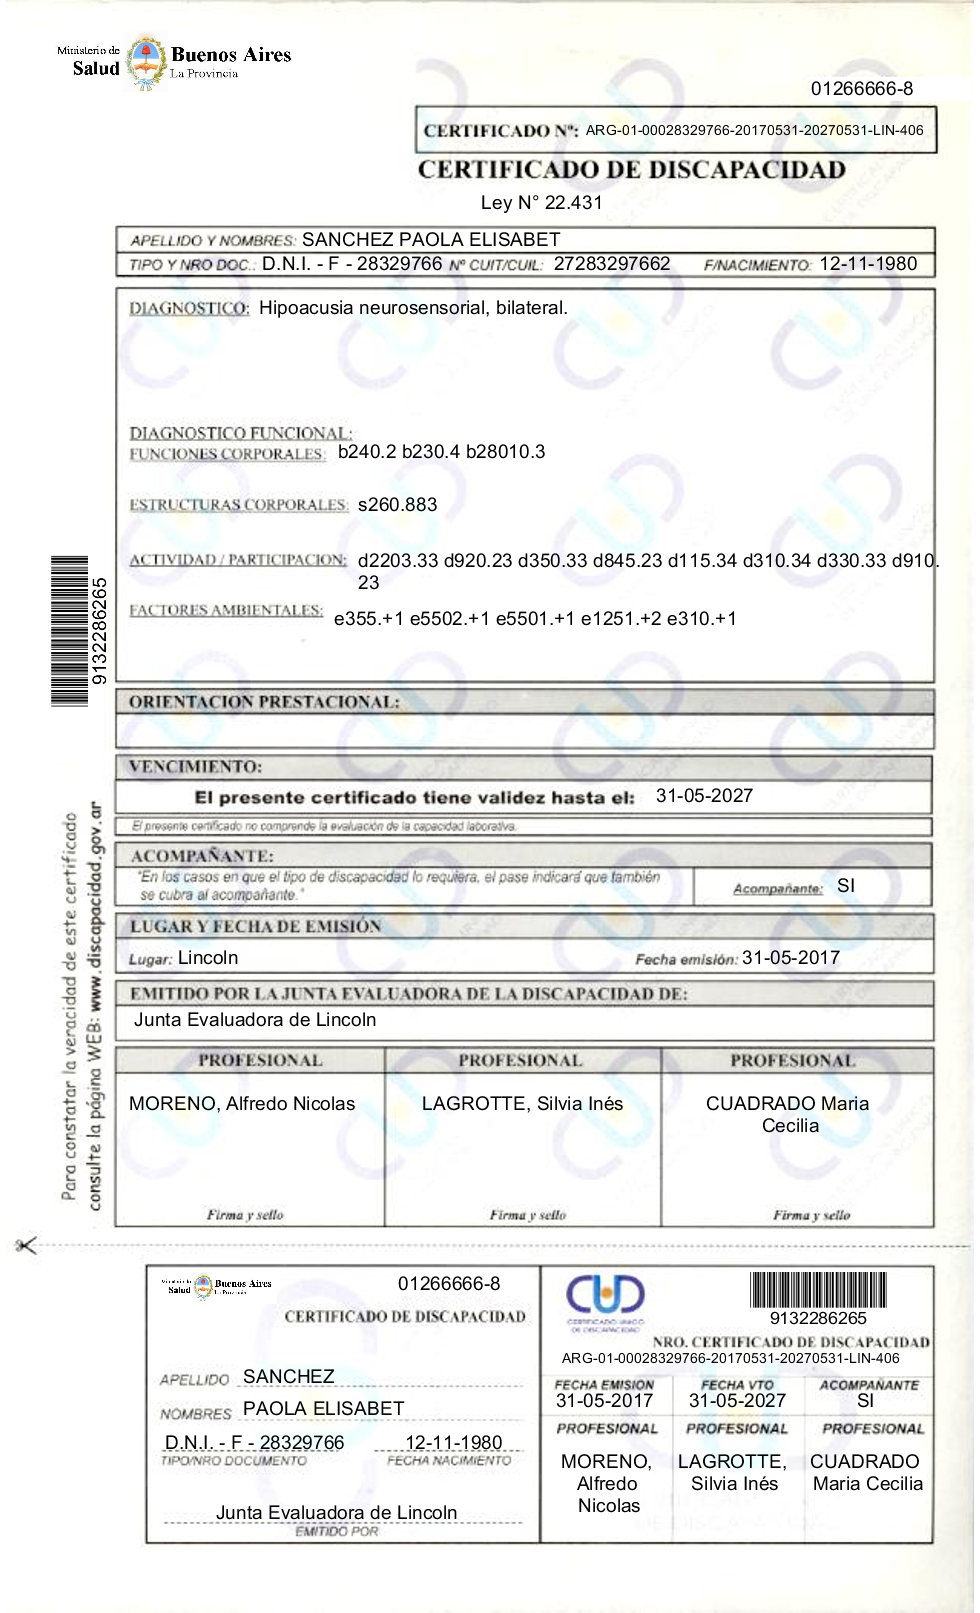 Ministerio de
Salud
Buenos Aires
La Provincia
01266666-8
CERTIFICADO Nº: ARG-01-00028329766-20170531-20270531-LIN-406
CERTIFICADO DE DISCAPACIDAD
Ley N° 22.431
APELLIDO Y NOMBRES: SANCHEZ PAOLA ELISABET
TIPO Y NRO DOC.: D.N.I. - F - 28329766 Nº CUIT/CUIL: 27283297662 F/NACIMIENTO: 12-11-1980
DIAGNOSTICO: Hipoacusia neurosensorial, bilateral.
DIAGNOSTICO FUNCIONAL:
FUNCIONES CORPORALES: b240.2 b230.4 b28010.3
ESTRUCTURAS CORPORALES: s260.883
ACTIVIDAD / PARTICIPACION: d2203.33 d920.23 d350.33 d845.23 d115.34 d310.34 d330.33 d910.
23
FACTORES AMBIENTALES: e355.+1 e5502.+1 e5501.+1 e1251.+2 e310.+1
9132286265
ORIENTACION PRESTACIONAL:
VENCIMIENTO:
El presente certificado tiene validez hasta el: 31-05-2027
El presente certificado no comprende la evaluación de la capacidad laborativa.
ACOMPAÑANTE:
"En los casos en que el tipo de discapacidad lo requiera, el pase indicará que también
se cubra al acompañante."
Acompañante: SI
LUGAR Y FECHA DE EMISIÓN
Lugar: Lincoln Fecha emisión: 31-05-2017
EMITIDO POR LA JUNTA EVALUADORA DE LA DISCAPACIDAD DE:
Junta Evaluadora de Lincoln
PROFESIONAL PROFESIONAL PROFESIONAL
MORENO, Alfredo Nicolas LAGROTTE, Silvia Inés CUADRADO Maria
Cecilia
Firma y sello Firma y sello Firma y sello
Para constatar la veracidad de este certificado
consulte la página WEB: www.discapacidad.gov.ar
Ministerio de
Salud
Buenos Aires
La Provincia
01266666-8
CERTIFICADO DE DISCAPACIDAD
APELLIDO SANCHEZ
NOMBRES PAOLA ELISABET
D.N.I. - F - 28329766 12-11-1980
TIPO/NRO DOCUMENTO FECHA NACIMIENTO
Junta Evaluadora de Lincoln
EMITIDO POR
CUD
CERTIFICADO UNICO
DE DISCAPACIDAD
9132286265
NRO. CERTIFICADO DE DISCAPACIDAD
ARG-01-00028329766-20170531-20270531-LIN-406
FECHA EMISION FECHA VTO ACOMPAÑANTE
31-05-2017 31-05-2027 SI
PROFESIONAL PROFESIONAL PROFESIONAL
MORENO, LAGROTTE, CUADRADO
Alfredo Silvia Inés Maria Cecilia
Nicolas